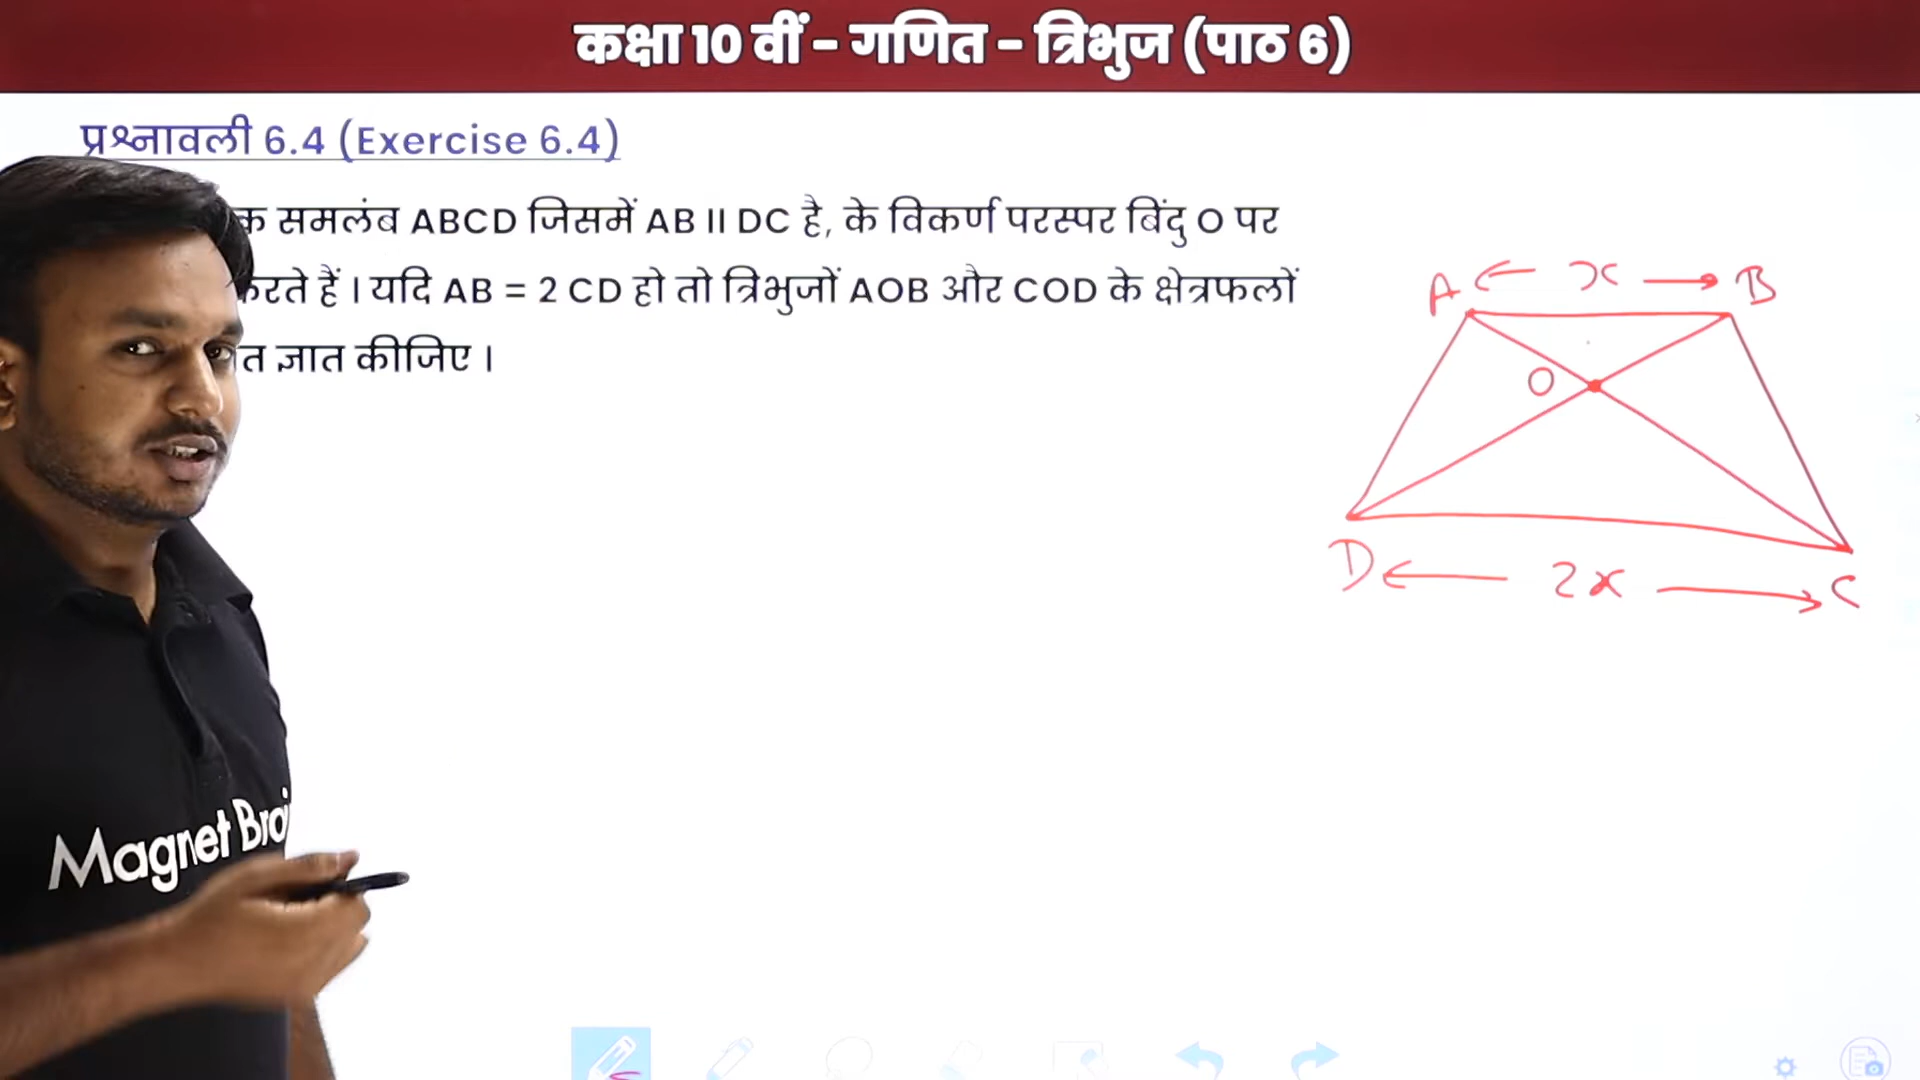 कक्षा 10 वीं - गणित - त्रिभुज (पाठ 6)
प्रश्नावली 6.4 (Exercise 6.4)
समलंब ABCD जिसमें AB II DC है, के विकर्ण परस्पर बिंदु O पर
करते हैं । यदि AB = 2 CD हो तो त्रिभुजों AOB और COD के क्षेत्रफलों
ज्ञात कीजिए ।
A x B
O
D 2x C
Magnet